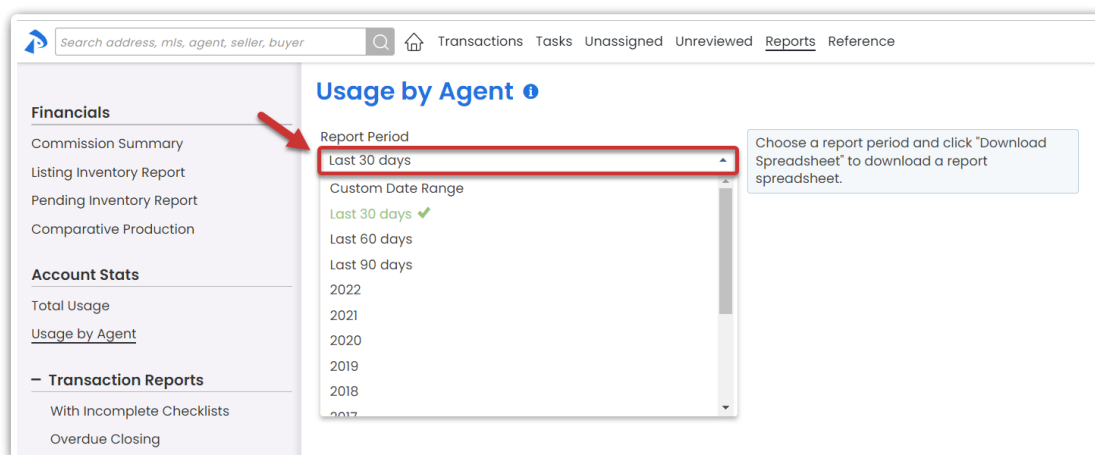 Search address, mls, agent, seller, buyer
Transactions Tasks Unassigned Unreviewed Reports Reference
Financials
Commission Summary
Listing Inventory Report
Pending Inventory Report
Comparative Production
Account Stats
Total Usage
Usage by Agent
– Transaction Reports
With Incomplete Checklists
Overdue Closing
Usage by Agent
Report Period
Last 30 days
Custom Date Range
Last 30 days ✔
Last 60 days
Last 90 days
2022
2021
2020
2019
2018
2017
Choose a report period and click "Download
Spreadsheet" to download a report
spreadsheet.